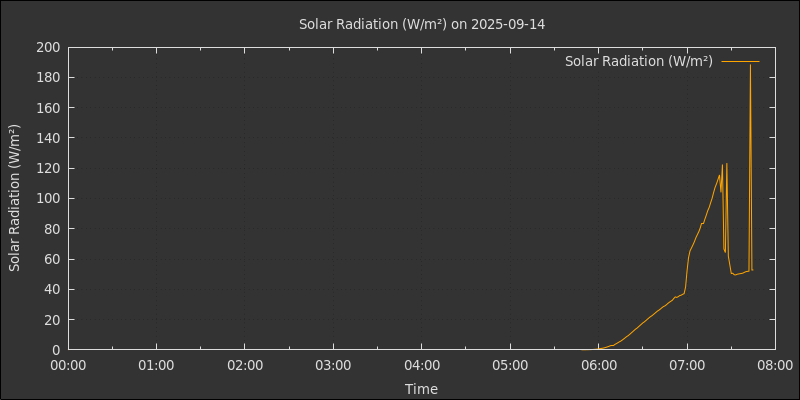 Solar Radiation (W/m²) on 2025-09-14
Solar Radiation (W/m²)
Solar Radiation (W/m²)
200
180
160
140
120
100
80
60
40
20
0
00:00 01:00 02:00 03:00 04:00 05:00 06:00 07:00 08:00
Time